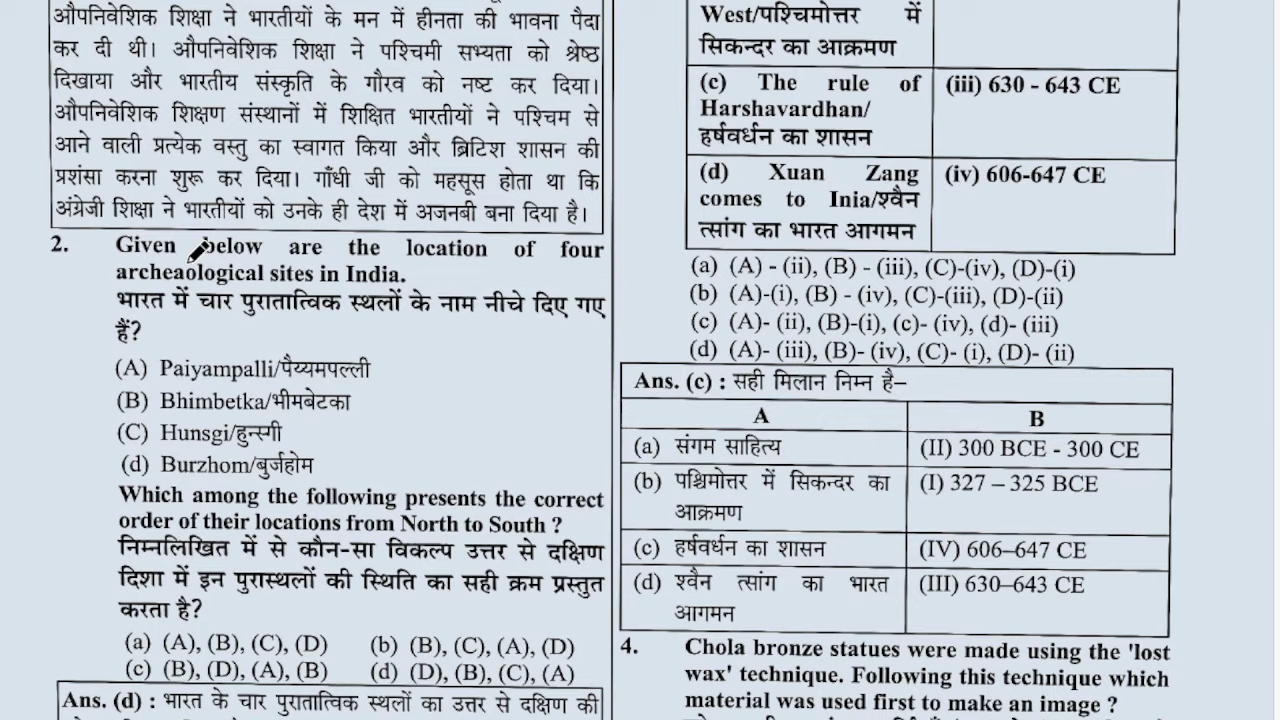 औपनिवेशिक शिक्षा ने भारतीयों के मन में हीनता की भावना पैदा
कर दी थी। औपनिवेशिक शिक्षा ने पश्चिमी सभ्यता को श्रेष्ठ
दिखाया और भारतीय संस्कृति के गौरव को नष्ट कर दिया।
औपनिवेशिक शिक्षण संस्थानों में शिक्षित भारतीयों ने पश्चिम से
आने वाली प्रत्येक वस्तु का स्वागत किया और ब्रिटिश शासन की
प्रशंसा करना शुरू कर दिया। गाँधी जी को महसूस होता था कि
अंग्रेजी शिक्षा ने भारतीयों को उनके ही देश में अजनबी बना दिया है।
2. Given below are the location of four
archeaological sites in India.
भारत में चार पुरातात्विक स्थलों के नाम नीचे दिए गए
हैं?
(A) Paiyampalli/पैय्यमपल्ली
(B) Bhimbetka/भीमबेटका
(C) Hunsgi/हुन्स्गी
(d) Burzhom/बुर्जहोम
Which among the following presents the correct
order of their locations from North to South ?
निम्नलिखित में से कौन-सा विकल्प उत्तर से दक्षिण
दिशा में इन पुरास्थलों की स्थिति का सही क्रम प्रस्तुत
करता है?
(a) (A), (B), (C), (D) (b) (B), (C), (A), (D)
(c) (B), (D), (A), (B) (d) (D), (B), (C), (A)
Ans. (d) : भारत के चार पुरातात्विक स्थलों का उत्तर से दक्षिण की
West/पश्चिमोत्तर में
सिकन्दर का आक्रमण
(c) The rule of (iii) 630 - 643 CE
Harshavardhan/
हर्षवर्धन का शासन
(d) Xuan Zang (iv) 606-647 CE
comes to Inia/श्वैन
त्सांग का भारत आगमन
(a) (A) - (ii), (B) - (iii), (C)-(iv), (D)-(i)
(b) (A)-(i), (B) - (iv), (C)-(iii), (D)-(ii)
(c) (A)- (ii), (B)-(i), (c)- (iv), (d)- (iii)
(d) (A)- (iii), (B)- (iv), (C)- (i), (D)- (ii)
Ans. (c) : सही मिलान निम्न है–
A B
(a) संगम साहित्य (II) 300 BCE - 300 CE
(b) पश्चिमोत्तर में सिकन्दर का (I) 327 – 325 BCE
आक्रमण
(c) हर्षवर्धन का शासन (IV) 606–647 CE
(d) श्वैन त्सांग का भारत (III) 630–643 CE
आगमन
4. Chola bronze statues were made using the 'lost
wax' technique. Following this technique which
material was used first to make an image ?